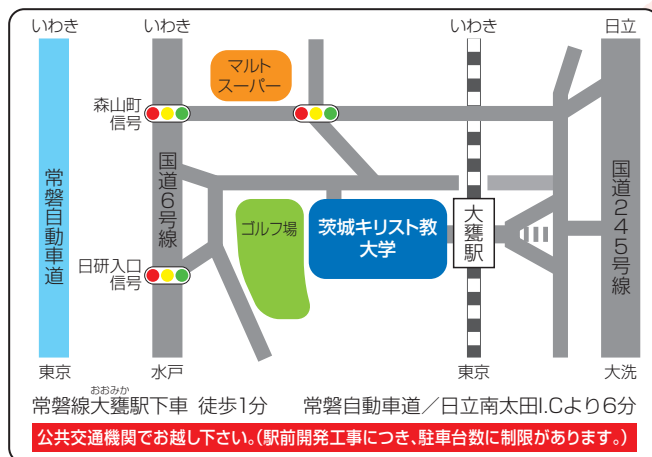 いわき
いわき
いわき
日立
マルト
スーパー
森山町
信号
常磐自動車道
国道6号線
国道245号線
ゴルフ場
茨城キリスト教
大学
大甕駅
日研入口
信号
東京
水戸
東京
大洗
おおみか
常磐線大甕駅下車 徒歩1分
常磐自動車道／日立南太田I.Cより6分
公共交通機関でお越し下さい。(駅前開発工事につき、駐車台数に制限があります。)